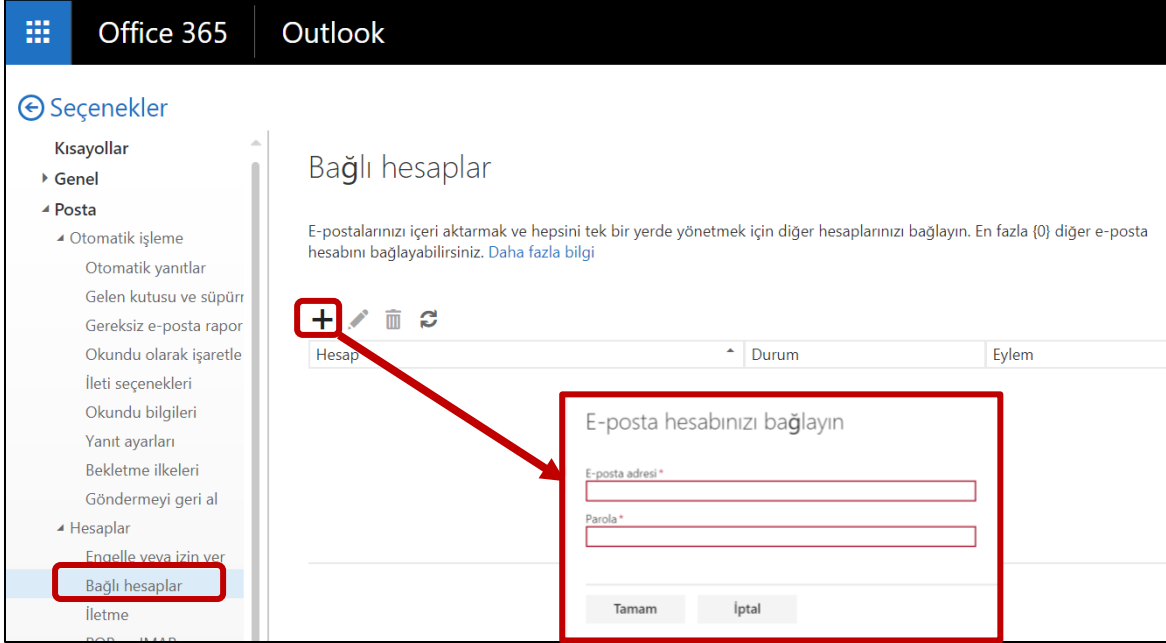 Office 365
Outlook
Seçenekler
Kısayollar
Genel
Posta
Otomatik işleme
Otomatik yanıtlar
Gelen kutusu ve süpürr
Gereksiz e-posta rapor
Okundu olarak işaretle
İleti seçenekleri
Okundu bilgileri
Yanıt ayarları
Bekletme ilkeleri
Göndermeyi geri al
Hesaplar
Engelle veya izin ver
Bağlı hesaplar
İletme
Bağlı hesaplar
E-postalarınızı içeri aktarmak ve hepsini tek bir yerde yönetmek için diğer hesaplarınızı bağlayın. En fazla {0} diğer e-posta
hesabını bağlayabilirsiniz. Daha fazla bilgi
Hesap
Durum
Eylem
E-posta hesabınızı bağlayın
E-posta adresi *
Parola *
Tamam
İptal